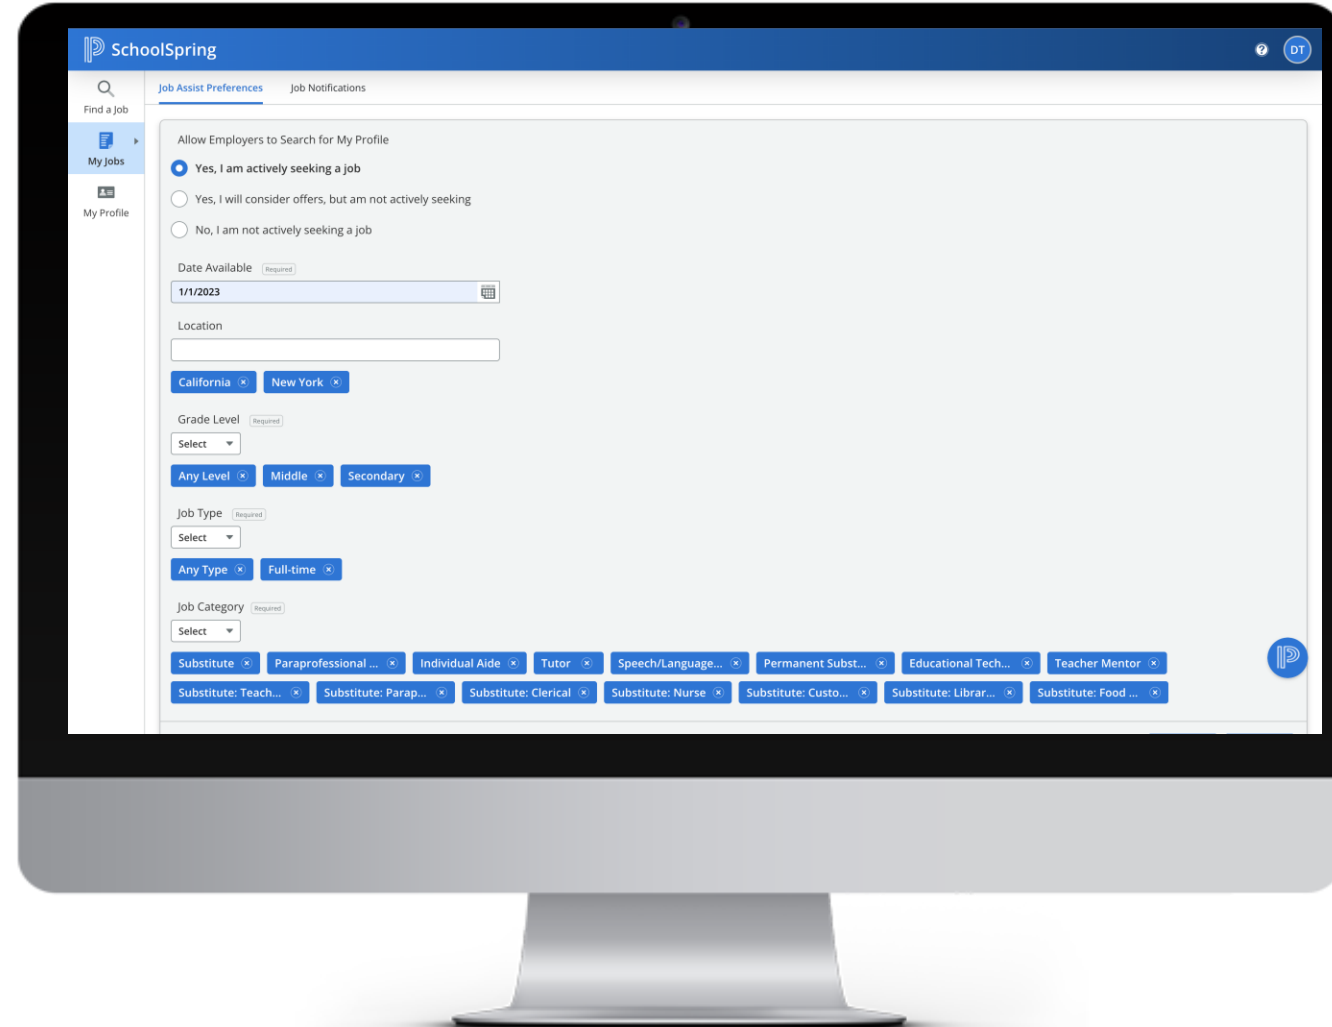 SchoolSpring
DT
Find a Job
My Jobs
My Profile
Job Assist Preferences Job Notifications
Allow Employers to Search for My Profile
Yes, I am actively seeking a job
Yes, I will consider offers, but am not actively seeking
No, I am not actively seeking a job
Date Available Required
1/1/2023
Location
California New York
Grade Level Required
Select
Any Level Middle Secondary
Job Type Required
Select
Any Type Full-time
Job Category Required
Select
Substitute Paraprofessional ... Individual Aide Tutor Speech/Language... Permanent Subst... Educational Tech... Teacher Mentor
Substitute: Teach... Substitute: Parap... Substitute: Clerical Substitute: Nurse Substitute: Custo... Substitute: Librar... Substitute: Food ...